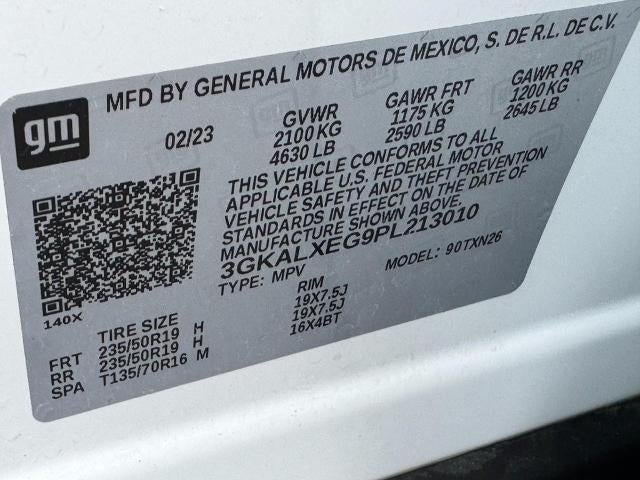 gm
MFD BY GENERAL MOTORS DE MEXICO, S. DE R.L. DE C.V.
02/23 GVWR GAWR FRT GAWR RR
2100 KG 1175 KG 1200 KG
4630 LB 2590 LB 2645 LB
THIS VEHICLE CONFORMS TO ALL
APPLICABLE U.S. FEDERAL MOTOR
VEHICLE SAFETY AND THEFT PREVENTION
STANDARDS IN EFFECT ON THE DATE OF
MANUFACTURE SHOWN ABOVE.
3GKALXEG9PL213010
TYPE: MPV MODEL: 90TXN26
140X
TIRE SIZE RIM
FRT 235/50R19 H 19X7.5J
RR 235/50R19 H 19X7.5J
SPA T135/70R16 M 16X4BT